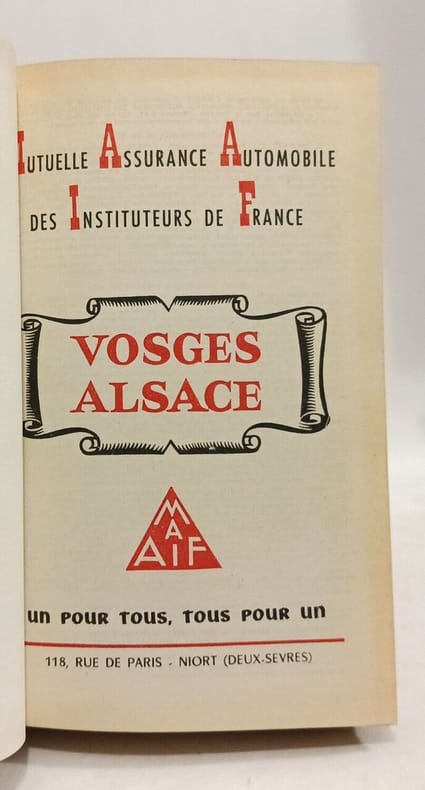 MUTUELLE ASSURANCE AUTOMOBILE
DES INSTITUTEURS DE FRANCE
VOSGES
ALSACE
M
A
AIF
un pour tous, tous pour un
118, RUE DE PARIS - NIORT (DEUX-SEVRES)